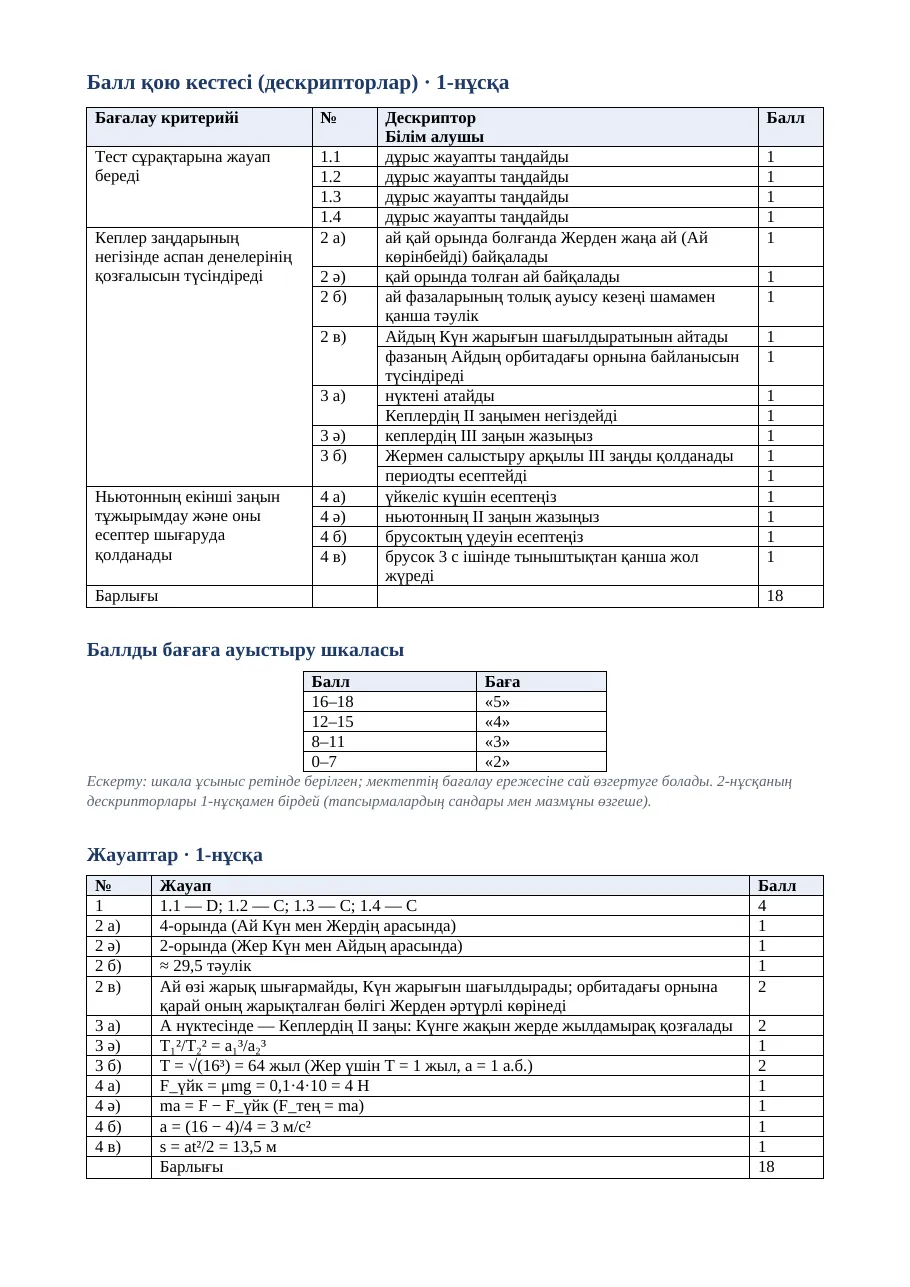 Балл қою кестесі (дескрипторлар) · 1-нұсқа
Бағалау критерийі № Дескриптор Балл
Білім алушы
Тест сұрақтарына жауап 1.1 дұрыс жауапты таңдайды 1
береді 1.2 дұрыс жауапты таңдайды 1
1.3 дұрыс жауапты таңдайды 1
1.4 дұрыс жауапты таңдайды 1
Кеплер заңдарының 2 а) ай қай орында болғанда Жерден жаңа ай (Ай 1
негізінде аспан денелерінің көрінбейді) байқалады
қозғалысын түсіндіреді 2 ә) қай орында толған ай байқалады 1
2 б) ай фазаларының толық ауысу кезеңі шамамен 1
қанша тәулік
2 в) Айдың Күн жарығын шағылдыратынын айтады 1
фазаның Айдың орбитадағы орнына байланысын 1
түсіндіреді
3 а) нүктені атайды 1
Кеплердің II заңымен негіздейді 1
3 ә) кеплердің III заңын жазыңыз 1
3 б) Жермен салыстыру арқылы III заңды қолданады 1
периодты есептейді 1
Ньютонның екінші заңын 4 а) үйкеліс күшін есептеңіз 1
тұжырымдау және оны 4 ә) ньютонның II заңын жазыңыз 1
есептер шығаруда 4 б) брусоктың үдеуін есептеңіз 1
қолданады 4 в) брусок 3 с ішінде тыныштықтан қанша жол 1
жүреді
Барлығы 18
Баллды бағаға ауыстыру шкаласы
Балл Баға
16–18 «5»
12–15 «4»
8–11 «3»
0–7 «2»
Ескерту: шкала ұсыныс ретінде берілген; мектептің бағалау ережесіне сай өзгертуге болады. 2-нұсқаның
дескрипторлары 1-нұсқамен бірдей (тапсырмалардың сандары мен мазмұны өзгеше).
Жауаптар · 1-нұсқа
№ Жауап Балл
1 1.1 — D; 1.2 — C; 1.3 — C; 1.4 — C 4
2 а) 4-орында (Ай Күн мен Жердің арасында) 1
2 ә) 2-орында (Жер Күн мен Айдың арасында) 1
2 б) ≈ 29,5 тәулік 1
2 в) Ай өзі жарық шығармайды, Күн жарығын шағылдырады; орбитадағы орнына 2
қарай оның жарықталған бөлігі Жерден әртүрлі көрінеді
3 а) А нүктесінде — Кеплердің II заңы: Күнге жақын жерде жылдамырақ қозғалады 2
3 ә) T₁²/T₂² = a₁³/a₂³ 1
3 б) T = √(16³) = 64 жыл (Жер үшін T = 1 жыл, a = 1 а.б.) 2
4 а) F_үйк = μmg = 0,1·4·10 = 4 Н 1
4 ә) ma = F − F_үйк (F_тең = ma) 1
4 б) a = (16 − 4)/4 = 3 м/с² 1
4 в) s = at²/2 = 13,5 м 1
Барлығы 18